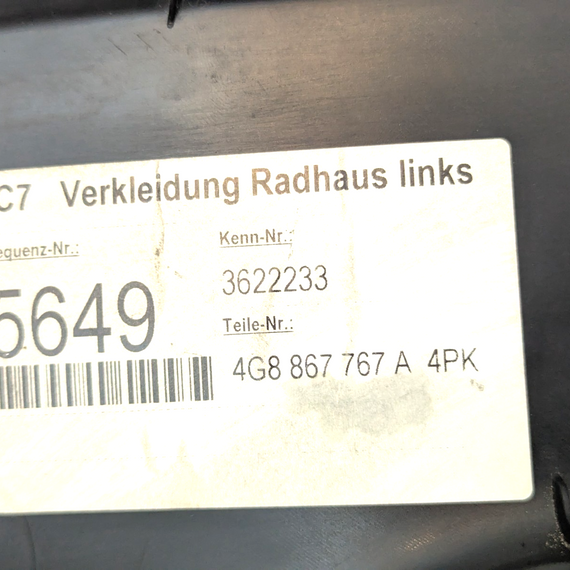 C7 Verkleidung Radhaus links
equenz-Nr.:
Kenn-Nr.:
5649
3622233
Teile-Nr.:
4G8 867 767 A 4PK